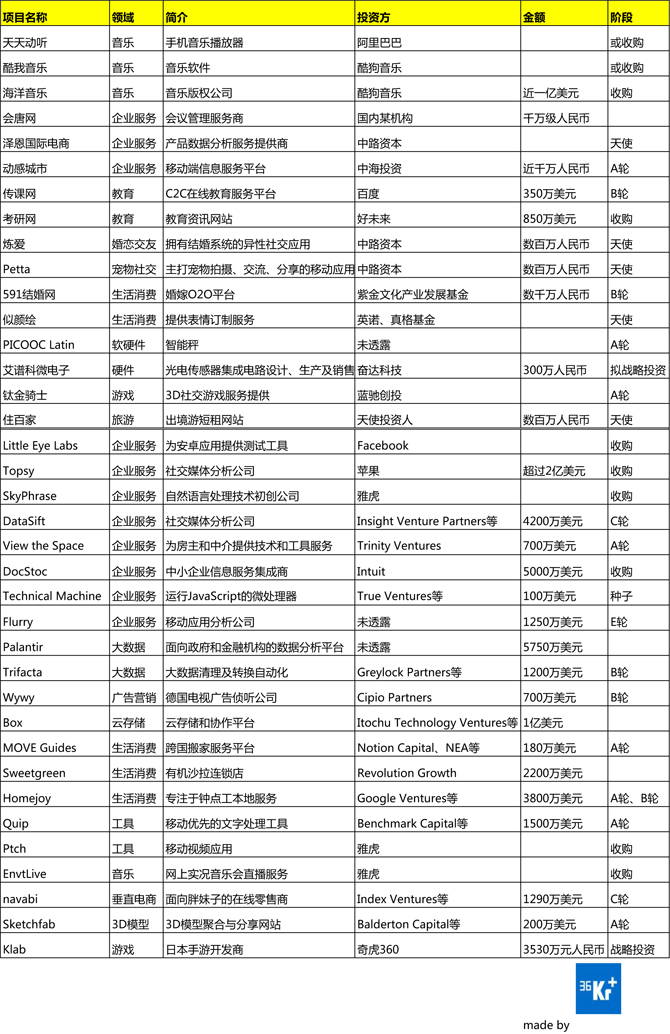 项目名称 领域 简介 投资方 金额 阶段
天天动听 音乐 手机音乐播放器 阿里巴巴 或收购
酷我音乐 音乐 音乐软件 酷狗音乐 或收购
海洋音乐 音乐 音乐版权公司 酷狗音乐 近一亿美元 收购
会唐网 企业服务 会议管理服务商 国内某机构 千万级人民币
泽恩国际电商 企业服务 产品数据分析服务提供商 中路资本 天使
动感城市 企业服务 移动端信息服务平台 中海投资 近千万人民币 A轮
传课网 教育 C2C在线教育服务平台 百度 350万美元 B轮
考研网 教育 教育资讯网站 好未来 850万美元 收购
炼爱 婚恋交友 拥有结婚系统的异性社交应用 中路资本 数百万人民币 天使
Petta 宠物社交 主打宠物拍摄、交流、分享的移动应用 中路资本 数百万人民币 天使
591结婚网 生活消费 婚嫁O2O平台 紫金文化产业发展基金 数千万人民币 B轮
似颜绘 生活消费 提供表情订制服务 英诺、真格基金 天使
PICOOC Latin 软硬件 智能秤 未透露 A轮
艾谱科微电子 硬件 光电传感器集成电路设计、生产及销售 奋达科技 300万人民币 拟战略投资
钛金骑士 游戏 3D社交游戏服务提供 蓝驰创投 A轮
住百家 旅游 出境游短租网站 天使投资人 数百万人民币 天使
Little Eye Labs 企业服务 为安卓应用提供测试工具 Facebook 收购
Topsy 企业服务 社交媒体分析公司 苹果 超过2亿美元 收购
SkyPhrase 企业服务 自然语言处理技术初创公司 雅虎 收购
DataSift 企业服务 社交媒体分析公司 Insight Venture Partners等 4200万美元 C轮
View the Space 企业服务 为房主和中介提供技术和工具服务 Trinity Ventures 700万美元 A轮
DocStoc 企业服务 中小企业信息服务集成商 Intuit 5000万美元 收购
Technical Machine 企业服务 运行JavaScript的微处理器 True Ventures等 100万美元 种子
Flurry 企业服务 移动应用分析公司 未透露 1250万美元 E轮
Palantir 大数据 面向政府和金融机构的数据分析平台 未透露 5750万美元
Trifacta 大数据 大数据清理及转换自动化 Greylock Partners等 1200万美元 B轮
Wywy 广告营销 德国电视广告侦听公司 Cipio Partners 700万美元 B轮
Box 云存储 云存储和协作平台 Itochu Technology Ventures等 1亿美元
MOVE Guides 生活消费 跨国搬家服务平台 Notion Capital、NEA等 180万美元 A轮
Sweetgreen 生活消费 有机沙拉连锁店 Revolution Growth 2200万美元
Homejoy 生活消费 专注于钟点工本地服务 Google Ventures等 3800万美元 A轮、B轮
Quip 工具 移动优先的文字处理工具 Benchmark Capital等 1500万美元 A轮
Ptch 工具 移动视频应用 雅虎 收购
EnvtLive 音乐 网上实况音乐会直播服务 雅虎 收购
navabi 垂直电商 面向胖妹子的在线零售商 Index Ventures等 1290万美元 C轮
Sketchfab 3D模型 3D模型聚合与分享网站 Balderton Capital等 200万美元 A轮
Klab 游戏 日本手游开发商 奇虎360 3530万元人民币 战略投资
36Kr+
made by